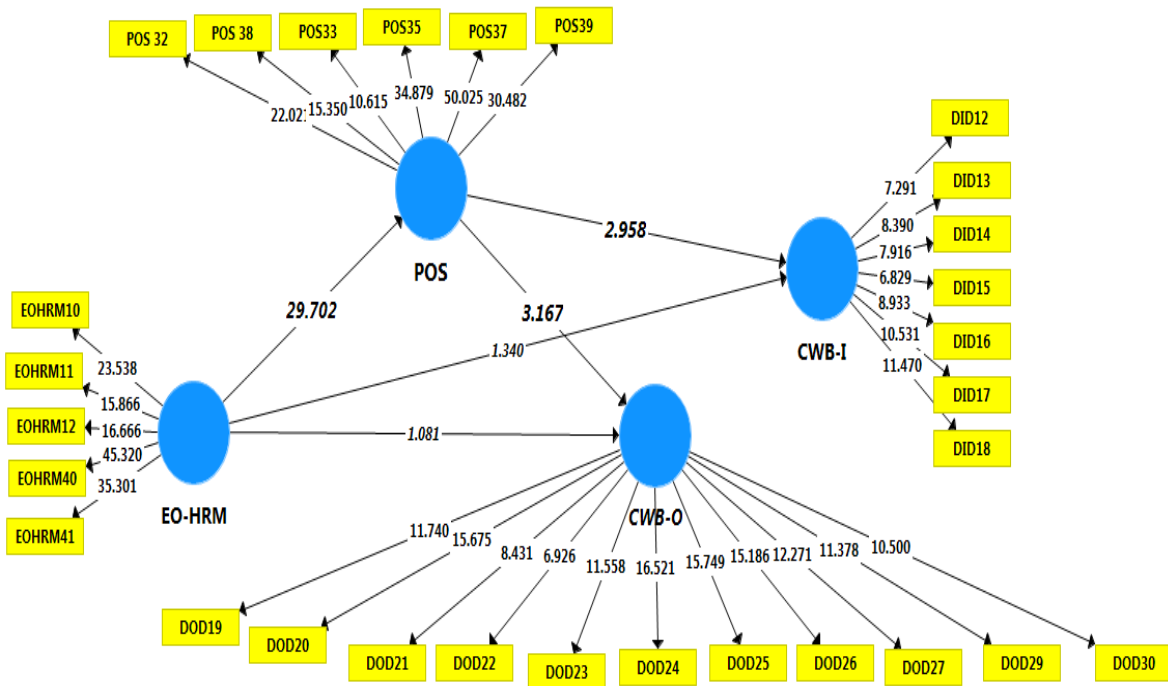 POS 32
POS 38
POS33
POS35
POS37
POS39
22.02
15.350
10.615
34.879
50.025
30.482
POS
DID12
DID13
DID14
DID15
DID16
DID17
DID18
7.291
8.390
7.916
6.829
8.933
10.531
11.470
CWB-I
2.958
3.167
29.702
1.340
1.081
EOHRM10
EOHRM11
EOHRM12
EOHRM40
EOHRM41
23.538
15.866
16.666
45.320
35.301
EO-HRM
CWB-O
11.740
15.675
8.431
6.926
11.558
16.521
15.749
15.186
12.271
11.378
10.500
DOD19
DOD20
DOD21
DOD22
DOD23
DOD24
DOD25
DOD26
DOD27
DOD29
DOD30